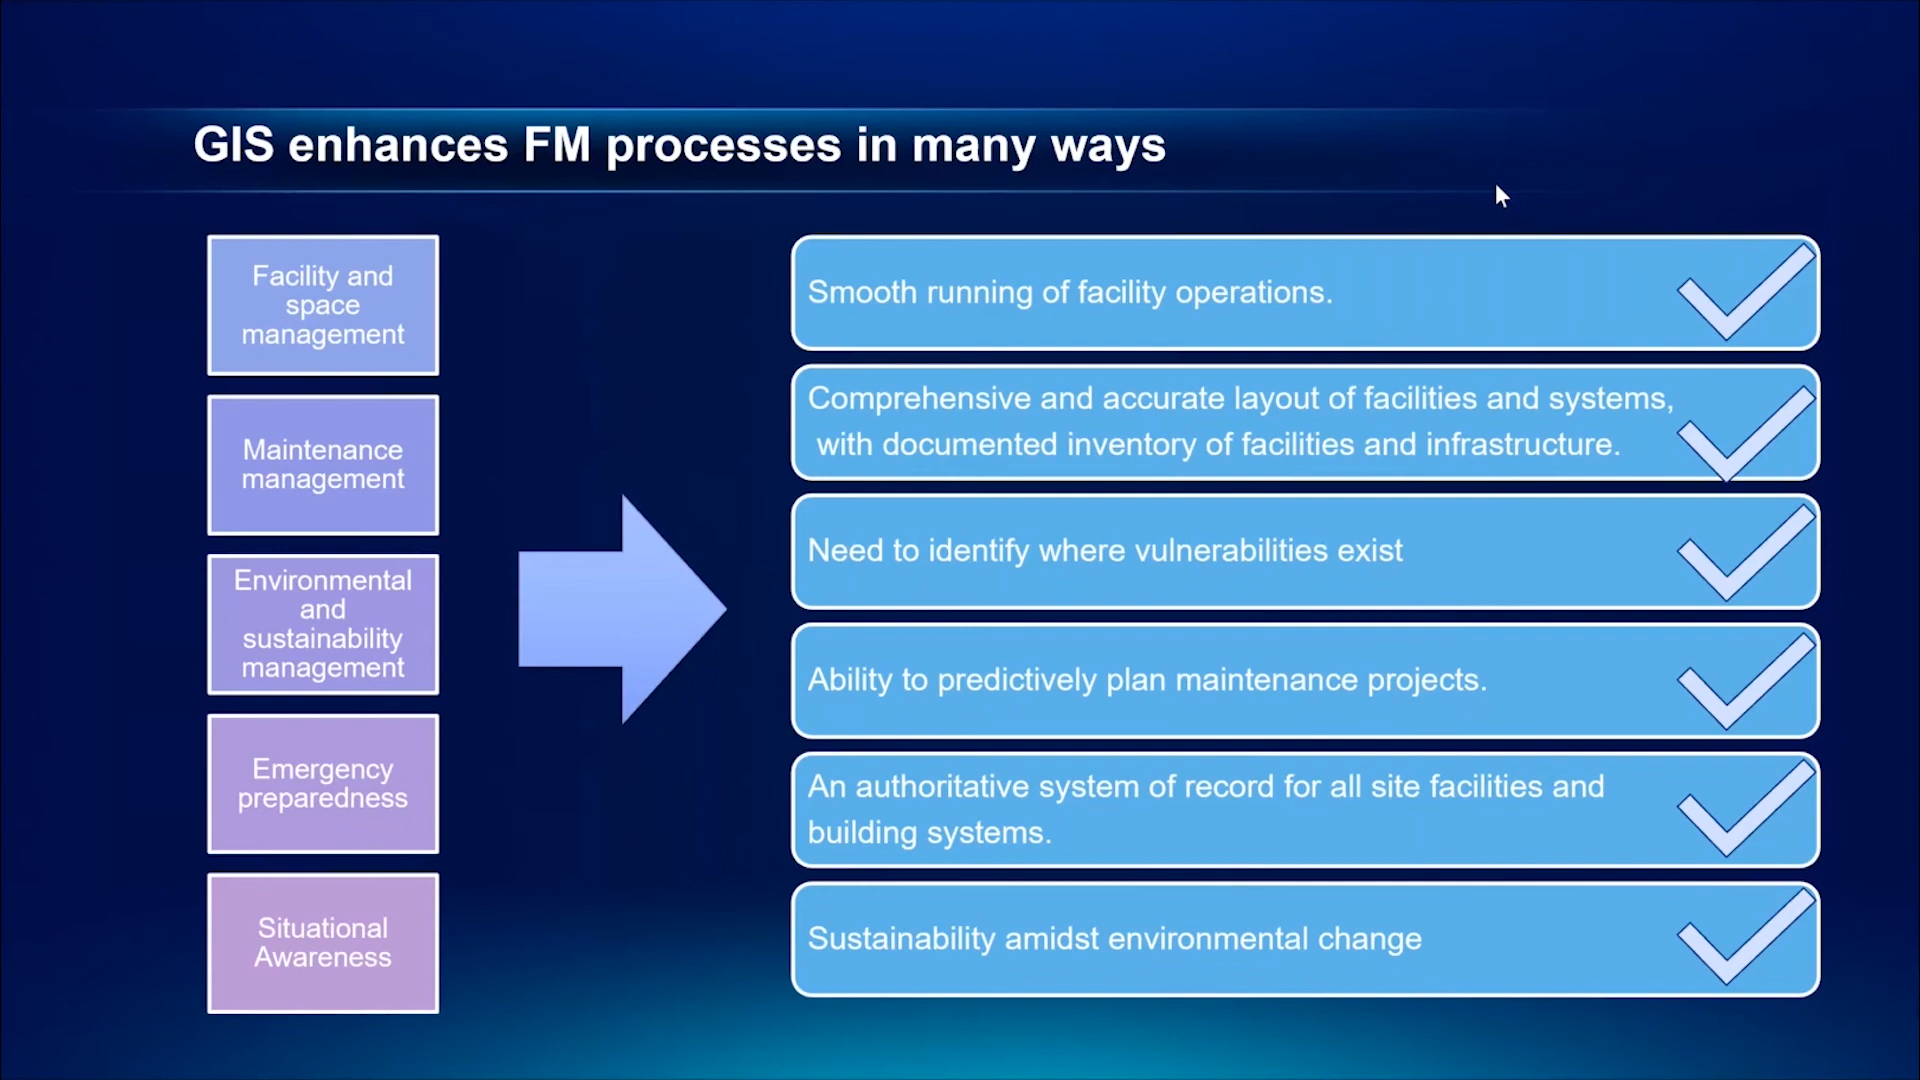 GIS enhances FM processes in many ways
Facility and
space
management
Maintenance
management
Environmental
and
sustainability
management
Emergency
preparedness
Situational
Awareness
Smooth running of facility operations.
Comprehensive and accurate layout of facilities and systems,
with documented inventory of facilities and infrastructure.
Need to identify where vulnerabilities exist
Ability to predictively plan maintenance projects.
An authoritative system of record for all site facilities and
building systems.
Sustainability amidst environmental change